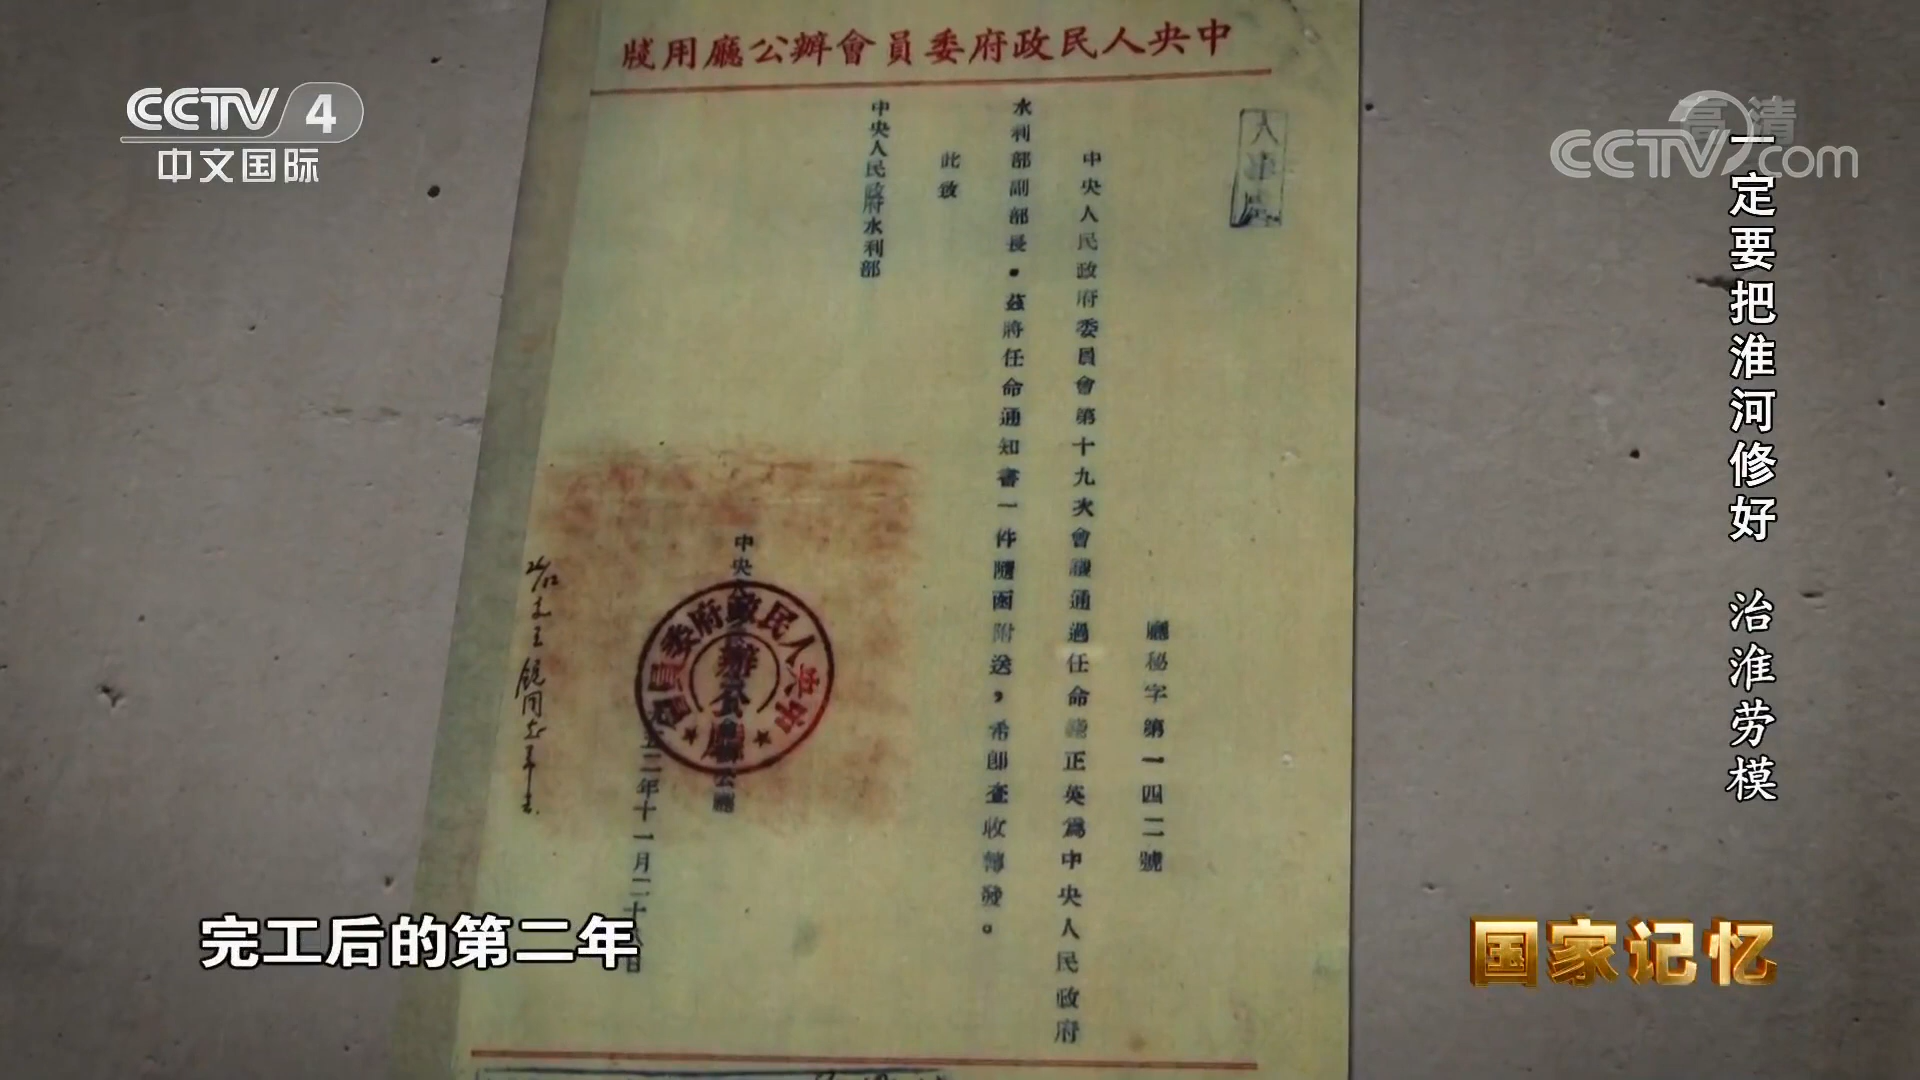 CCTV 4
中文国际
高清
CCTV.com
中央人民政府委員會辦公廳用牋
人事
廳秘字第一四二號
中央人民政府委員會第十九次會議通過任命錢正英爲中央人民政府
水利部副部長。茲將任命通知書一件隨函附送，希卽查收轉發。
此致
中央人民政府水利部
中央人民政府委員會辦公廳
二年十一月二十
一定要把淮河修好 治淮劳模
完工后的第二年
国家记忆